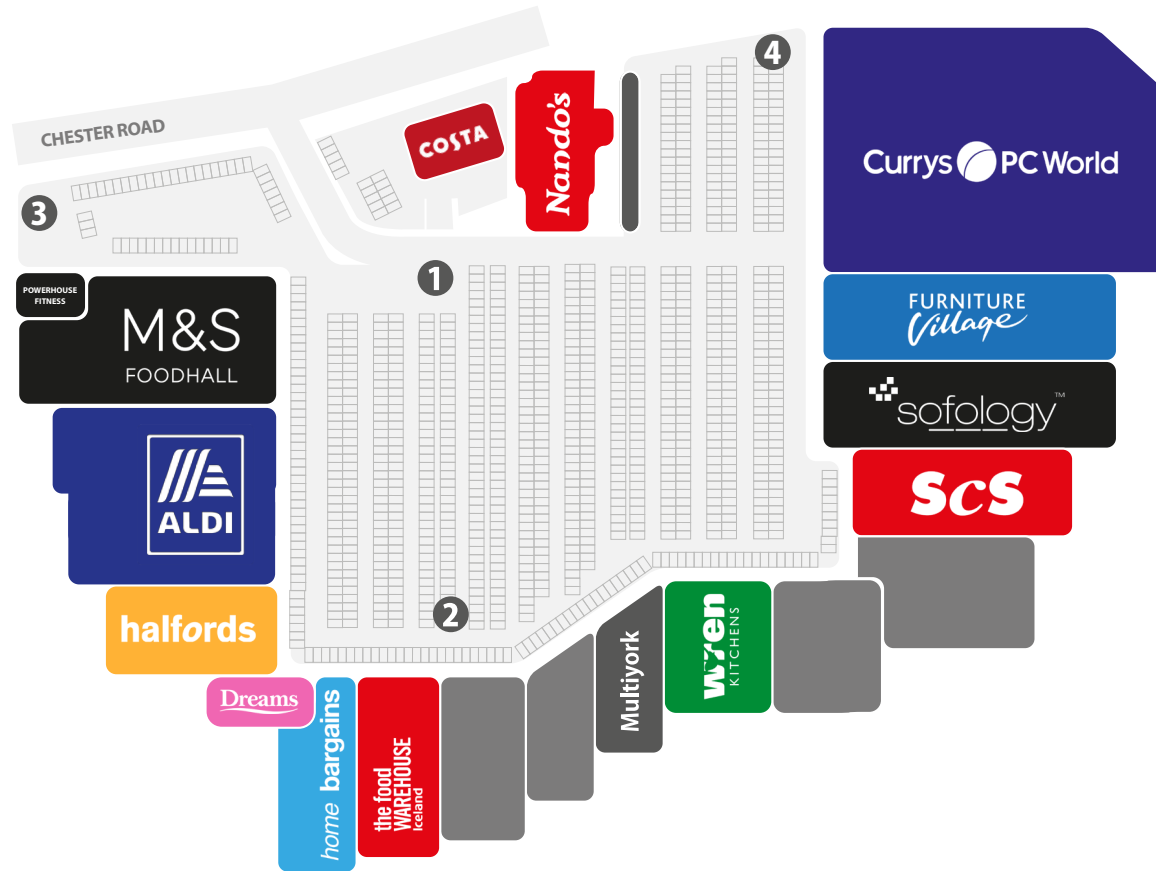 CHESTER ROAD
COSTA
Nando's
4
Currys PC World
3
1
POWERHOUSE
FITNESS
M&S
FOODHALL
FURNITURE
Village
sofology™
ALDI
ScS
halfords
2
Dreams
home bargains
the food
WAREHOUSE
Iceland
Multiyork
wren
KITCHENS